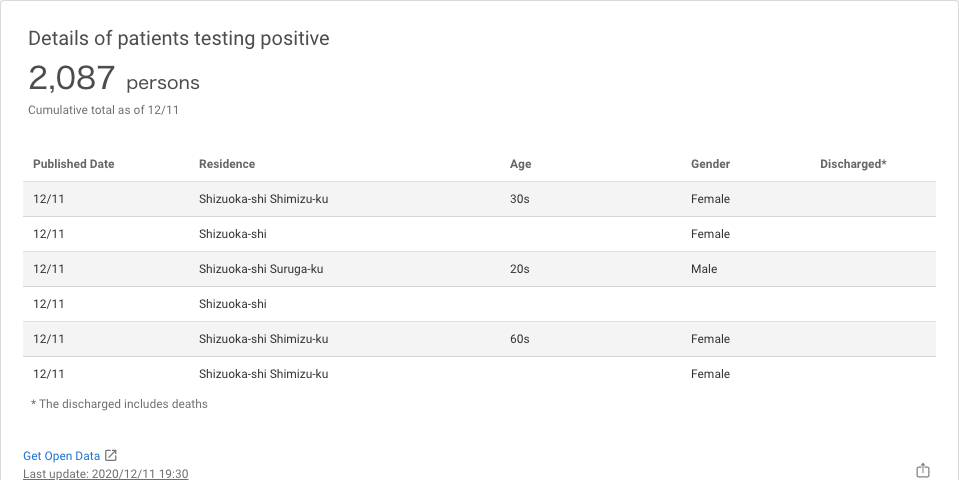 Details of patients testing positive
2,087 persons
Cumulative total as of 12/11
Published Date Residence Age Gender Discharged*
12/11 Shizuoka-shi Shimizu-ku 30s Female
12/11 Shizuoka-shi Female
12/11 Shizuoka-shi Suruga-ku 20s Male
12/11 Shizuoka-shi
12/11 Shizuoka-shi Shimizu-ku 60s Female
12/11 Shizuoka-shi Shimizu-ku Female
* The discharged includes deaths
Get Open Data
Last update: 2020/12/11 19:30